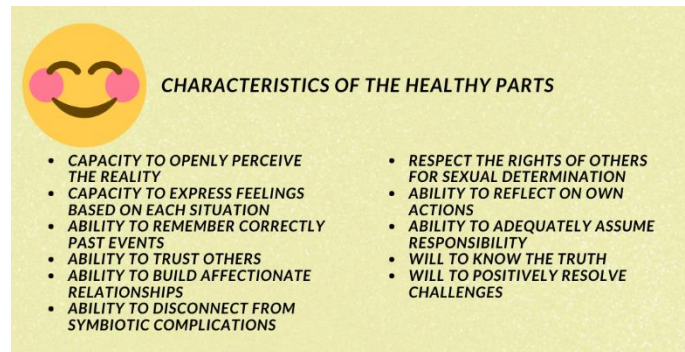 CHARACTERISTICS OF THE HEALTHY PARTS
• CAPACITY TO OPENLY PERCEIVE
THE REALITY
• CAPACITY TO EXPRESS FEELINGS
BASED ON EACH SITUATION
• ABILITY TO REMEMBER CORRECTLY
PAST EVENTS
• ABILITY TO TRUST OTHERS
• ABILITY TO BUILD AFFECTIONATE
RELATIONSHIPS
• ABILITY TO DISCONNECT FROM
SYMBIOTIC COMPLICATIONS
• RESPECT THE RIGHTS OF OTHERS
FOR SEXUAL DETERMINATION
• ABILITY TO REFLECT ON OWN
ACTIONS
• ABILITY TO ADEQUATELY ASSUME
RESPONSIBILITY
• WILL TO KNOW THE TRUTH
• WILL TO POSITIVELY RESOLVE
CHALLENGES